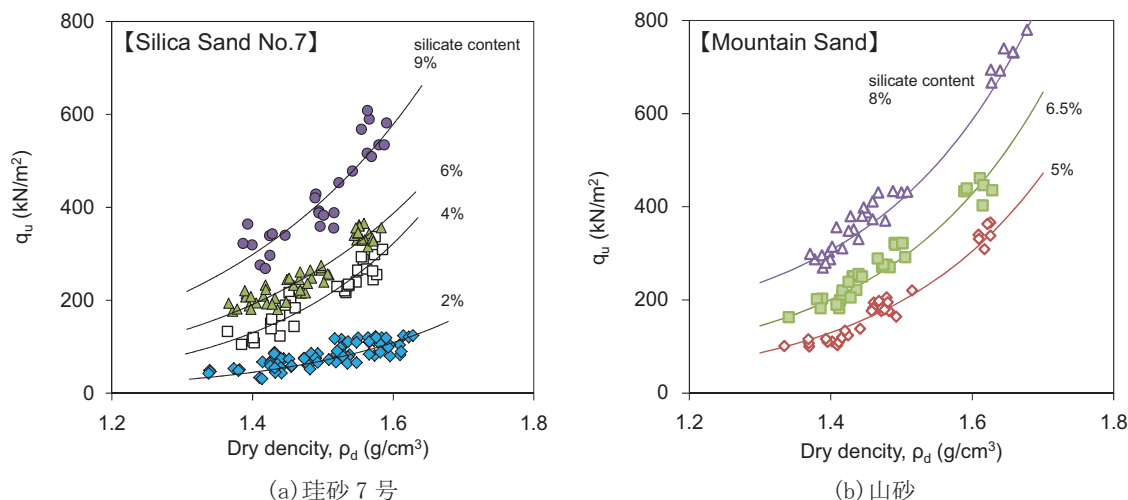 【Silica Sand No.7】
silicate content
9%
6%
4%
2%
800
600
400
200
0
1.2
1.4
1.6
1.8
q_u (kN/m²)
Dry dencity, ρ_d (g/cm³)
(a)珪砂７号
【Mountain Sand】
silicate content
8%
6.5%
5%
800
600
400
200
0
1.2
1.4
1.6
1.8
q_u (kN/m²)
Dry dencity, ρ_d (g/cm³)
(b)山砂